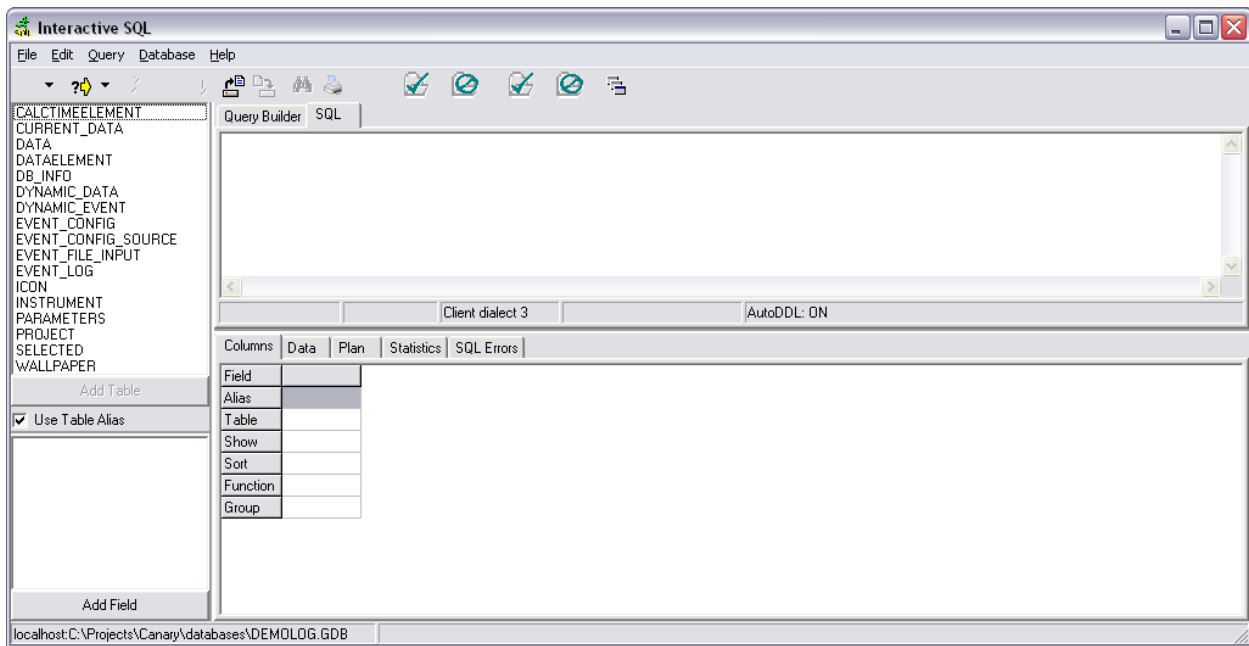 Interactive SQL
File Edit Query Database Help
CALCTIMEELEMENT
CURRENT_DATA
DATA
DATAELEMENT
DB_INFO
DYNAMIC_DATA
DYNAMIC_EVENT
EVENT_CONFIG
EVENT_CONFIG_SOURCE
EVENT_FILE_INPUT
EVENT_LOG
ICON
INSTRUMENT
PARAMETERS
PROJECT
SELECTED
WALLPAPER
Add Table
Use Table Alias
Add Field
Query Builder SQL
Client dialect 3 AutoDDL: ON
Columns Data Plan Statistics SQL Errors
Field
Alias
Table
Show
Sort
Function
Group
localhost:C:\Projects\Canary\databases\DEMOLOG.GDB